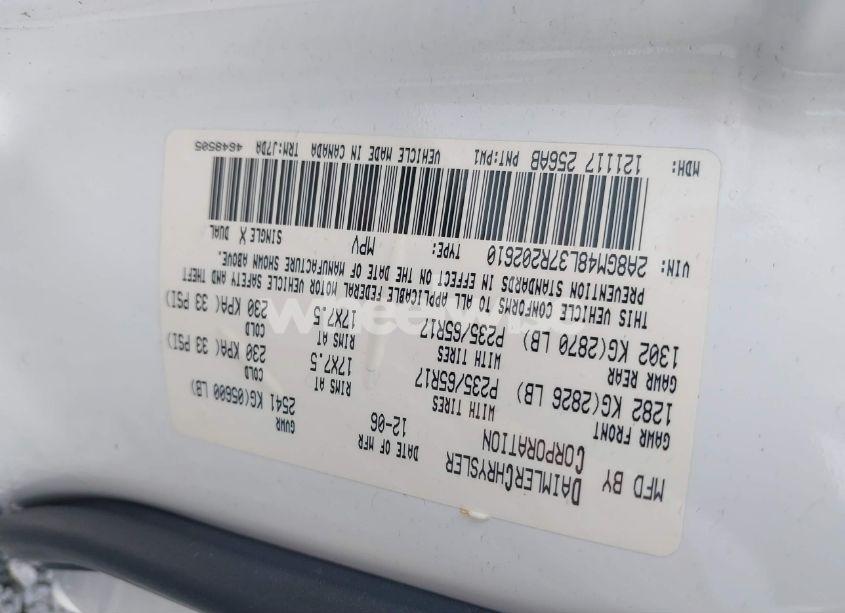 MFD BY DAIMLERCHRYSLER CORPORATION
DATE OF MFR 12-06
GVWR 2541 KG(05600 LB)
GAWR FRONT WITH TIRES RIMS AT COLD
1282 KG(2826 LB) P235/65R17 17X7.5 230 KPA(33 PSI)
GAWR REAR WITH TIRES RIMS AT COLD
1302 KG(2870 LB) P235/65R17 17X7.5 230 KPA(33 PSI)
THIS VEHICLE CONFORMS TO ALL APPLICABLE FEDERAL MOTOR VEHICLE SAFETY AND THEFT
PREVENTION STANDARDS IN EFFECT ON THE DATE OF MANUFACTURE SHOWN ABOVE.
VIN: 2A8GM48L37R202610 TYPE: MPV SINGLE X DUAL
MDH: 121117 256AB PNT:PW1 VEHICLE MADE IN CANADA TRM:J7DA 4648505